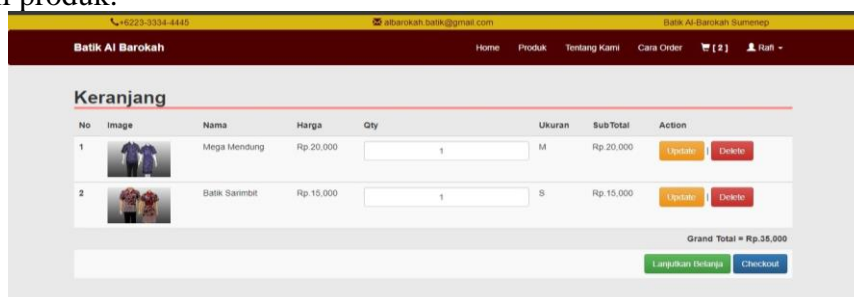 produk.
+6223-3334-4445 albarokah.batik@gmail.com Batik Al-Barokah Sumenep
Batik Al Barokah Home Produk Tentang Kami Cara Order [ 2 ] Rafi
Keranjang
No Image Nama Harga Qty Ukuran SubTotal Action
1 Mega Mendung Rp.20,000 1 M Rp.20,000 Update | Delete
2 Batik Sarimbit Rp.15,000 1 S Rp.15,000 Update | Delete
Grand Total = Rp.35,000
Lanjutkan Belanja Checkout